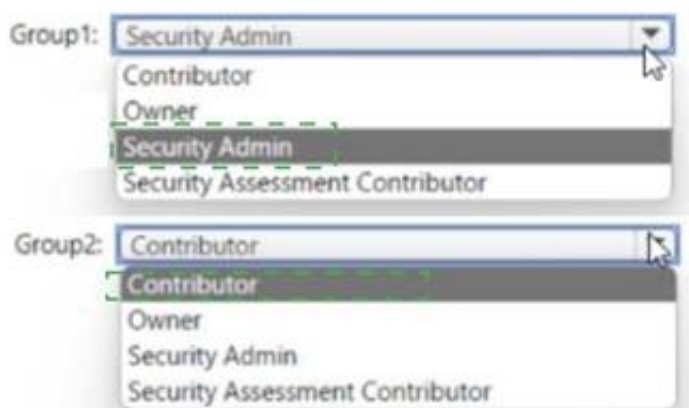 Group1: Security Admin
Contributor
Owner
Security Admin
Security Assessment Contributor
Group2: Contributor
Contributor
Owner
Security Admin
Security Assessment Contributor